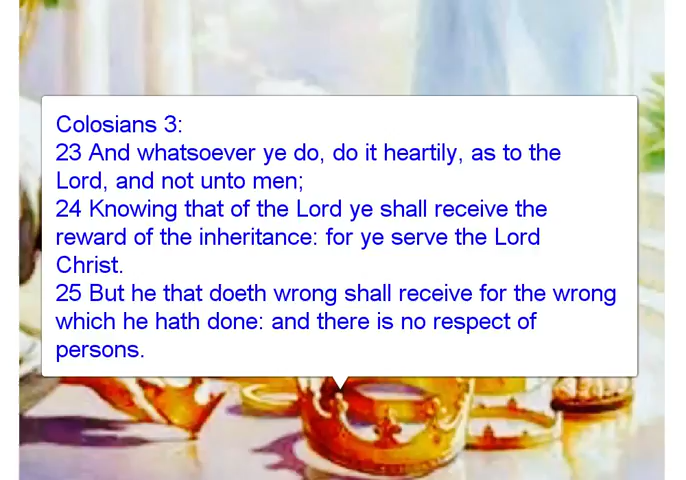 Colosians 3:
23 And whatsoever ye do, do it heartily, as to the
Lord, and not unto men;
24 Knowing that of the Lord ye shall receive the
reward of the inheritance: for ye serve the Lord
Christ.
25 But he that doeth wrong shall receive for the wrong
which he hath done: and there is no respect of
persons.